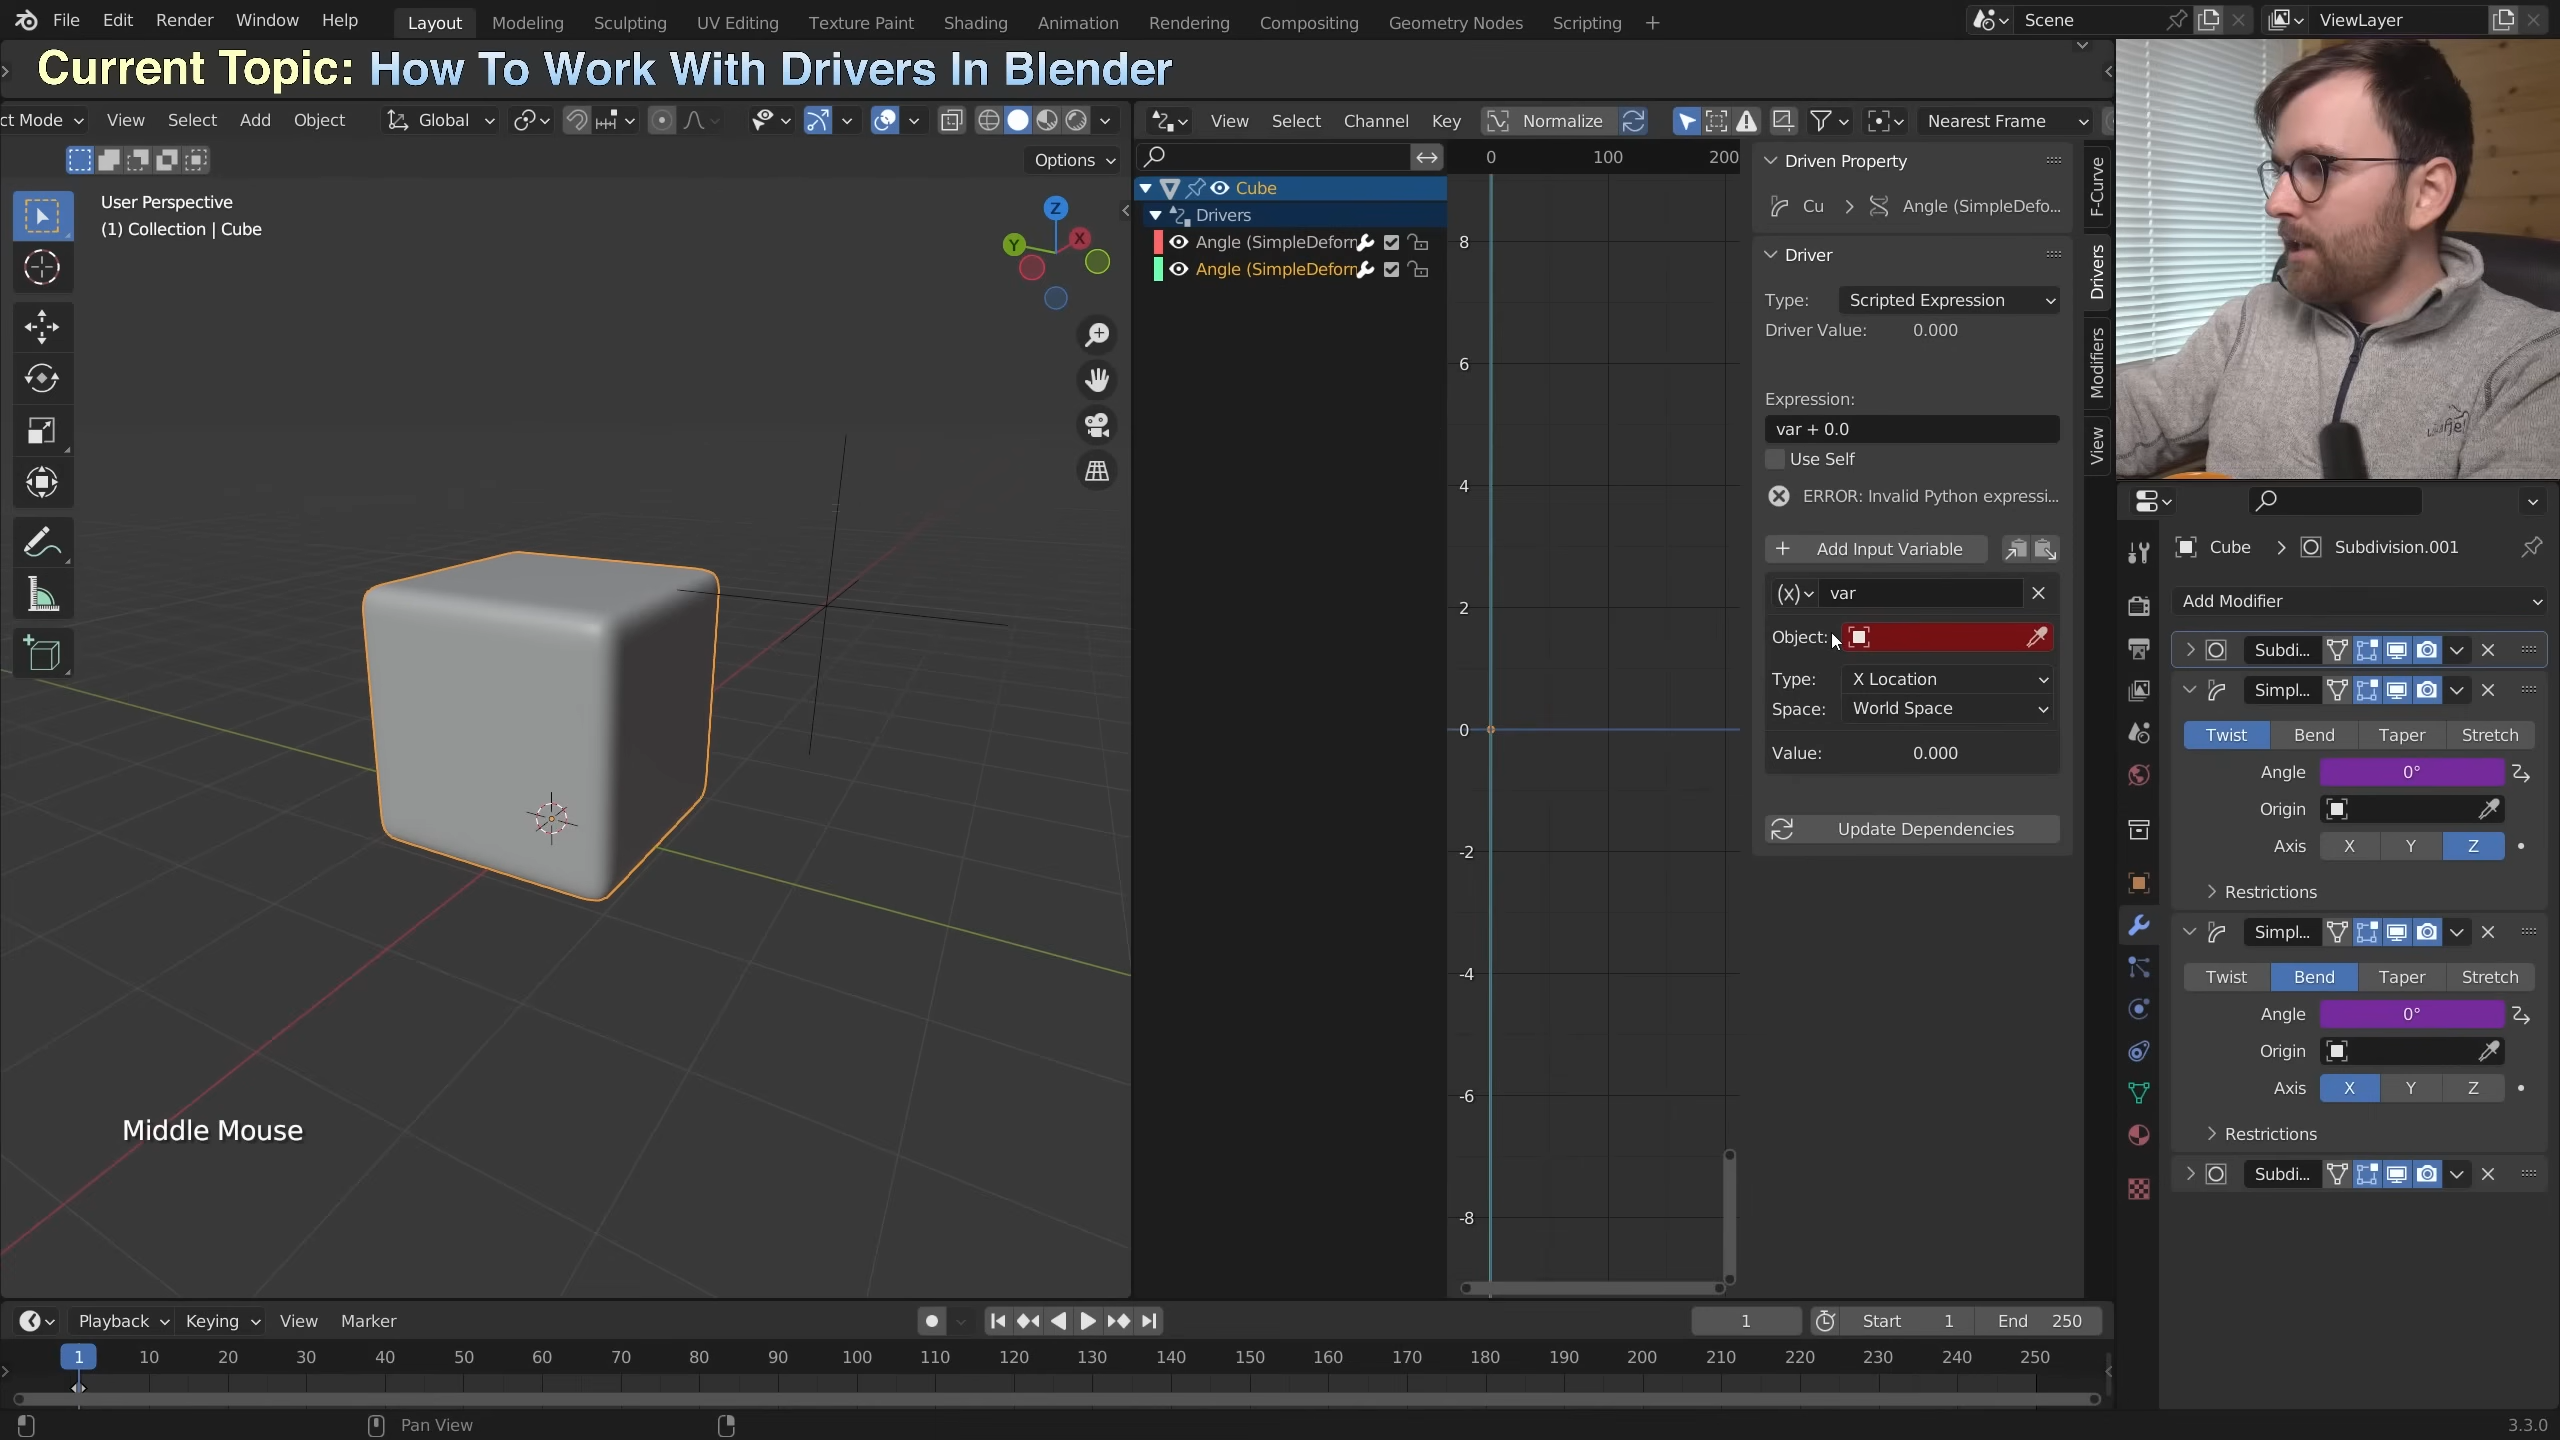 File Edit Render Window Help Layout Modeling Sculpting UV Editing Texture Paint Shading Animation Rendering Compositing Geometry Nodes Scripting + Scene ViewLayer
Current Topic: How To Work With Drivers In Blender
ct Mode View Select Add Object Global
Options
User Perspective
(1) Collection | Cube
Z
Y
X
Middle Mouse
View Select Channel Key Normalize Nearest Frame
0 100 200
Cube
Drivers
Angle (SimpleDeform
Angle (SimpleDeform
8
6
4
2
0
-2
-4
-6
-8
Driven Property
Cu Angle (SimpleDefo...
Driver
Type: Scripted Expression
Driver Value: 0.000
Expression:
var + 0.0
Use Self
ERROR: Invalid Python expressi...
+ Add Input Variable
(x) var
Object:
Type: X Location
Space: World Space
Value: 0.000
Update Dependencies
F-Curve
Drivers
Modifiers
View
Cube Subdivision.001
Add Modifier
Subdi...
Simpl...
Twist Bend Taper Stretch
Angle 0°
Origin
Axis X Y Z
Restrictions
Simpl...
Twist Bend Taper Stretch
Angle 0°
Origin
Axis X Y Z
Restrictions
Subdi...
Playback Keying View Marker 1 Start 1 End 250
1 10 20 30 40 50 60 70 80 90 100 110 120 130 140 150 160 170 180 190 200 210 220 230 240 250
Pan View 3.3.0